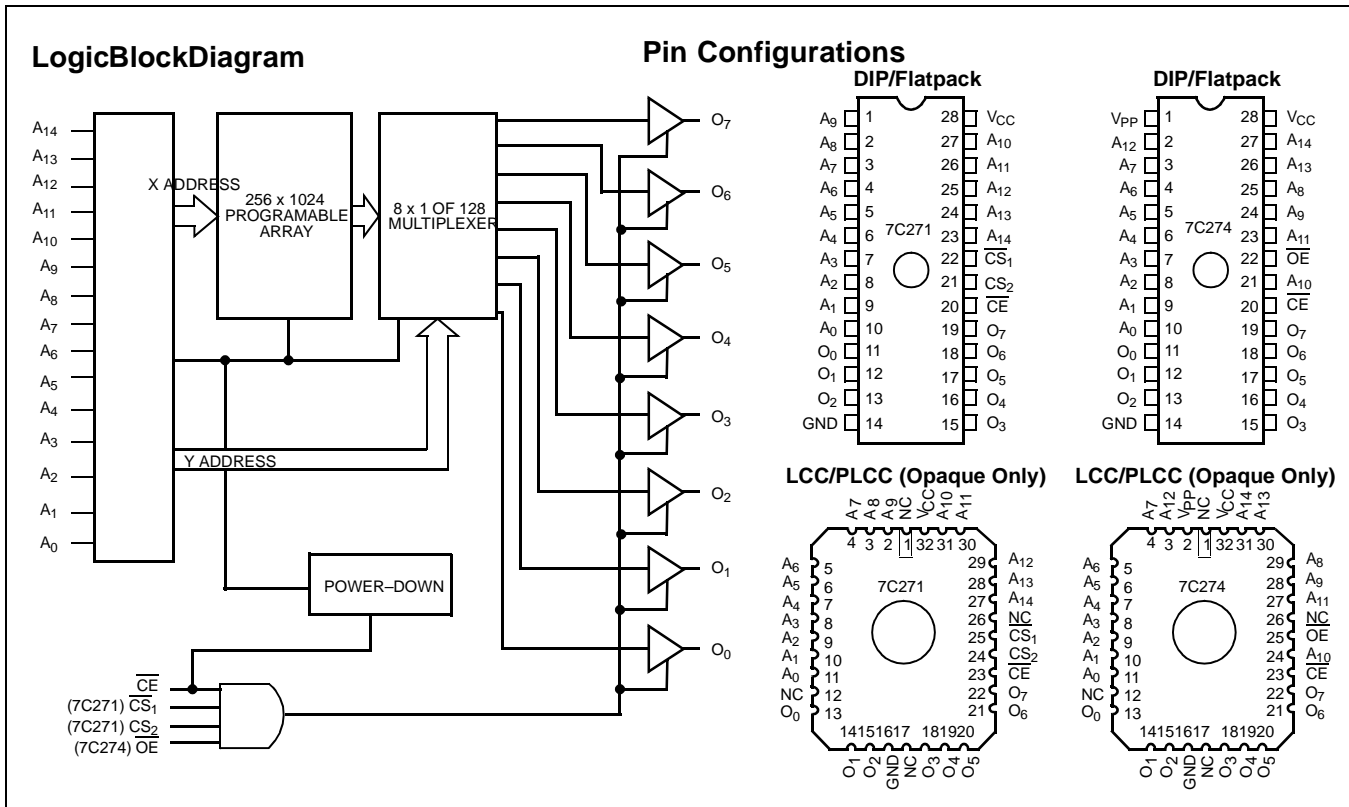 LogicBlockDiagram
A14
A13
A12
A11
A10
A9
A8
A7
A6
A5
A4
A3
A2
A1
A0
X ADDRESS
256 x 1024
PROGRAMABLE
ARRAY
8 x 1 OF 128
MULTIPLEXER
Y ADDRESS
POWER–DOWN
CE
(7C271) CS1
(7C271) CS2
(7C274) OE
O7
O6
O5
O4
O3
O2
O1
O0
Pin Configurations
DIP/Flatpack
A9 1 28 VCC
A8 2 27 A10
A7 3 26 A11
A6 4 25 A12
A5 5 24 A13
A4 6 7C271 23 A14
A3 7 22 CS1
A2 8 21 CS2
A1 9 20 CE
A0 10 19 O7
O0 11 18 O6
O1 12 17 O5
O2 13 16 O4
GND 14 15 O3
DIP/Flatpack
VPP 1 28 VCC
A12 2 27 A14
A7 3 26 A13
A6 4 25 A8
A5 5 24 A9
A4 6 7C274 23 A11
A3 7 22 OE
A2 8 21 A10
A1 9 20 CE
A0 10 19 O7
O0 11 18 O6
O1 12 17 O5
O2 13 16 O4
GND 14 15 O3
LCC/PLCC (Opaque Only)
A7 A8 A9 NC VCC A10 A11
4 3 2 1 32 31 30
A6 5 29 A12
A5 6 7C271 28 A13
A4 7 27 A14
A3 8 26 NC
A2 9 25 CS1
A1 10 24 CS2
A0 11 23 CE
NC 12 22 O7
O0 13 21 O6
14 15 16 17 18 19 20
O1 O2 GND NC O3 O4 O5
LCC/PLCC (Opaque Only)
A7 A12 VPP NC VCC A14 A13
4 3 2 1 32 31 30
A6 5 29 A8
A5 6 7C274 28 A9
A4 7 27 A11
A3 8 26 NC
A2 9 25 OE
A1 10 24 A10
A0 11 23 CE
NC 12 22 O7
O0 13 21 O6
14 15 16 17 18 19 20
O1 O2 GND NC O3 O4 O5